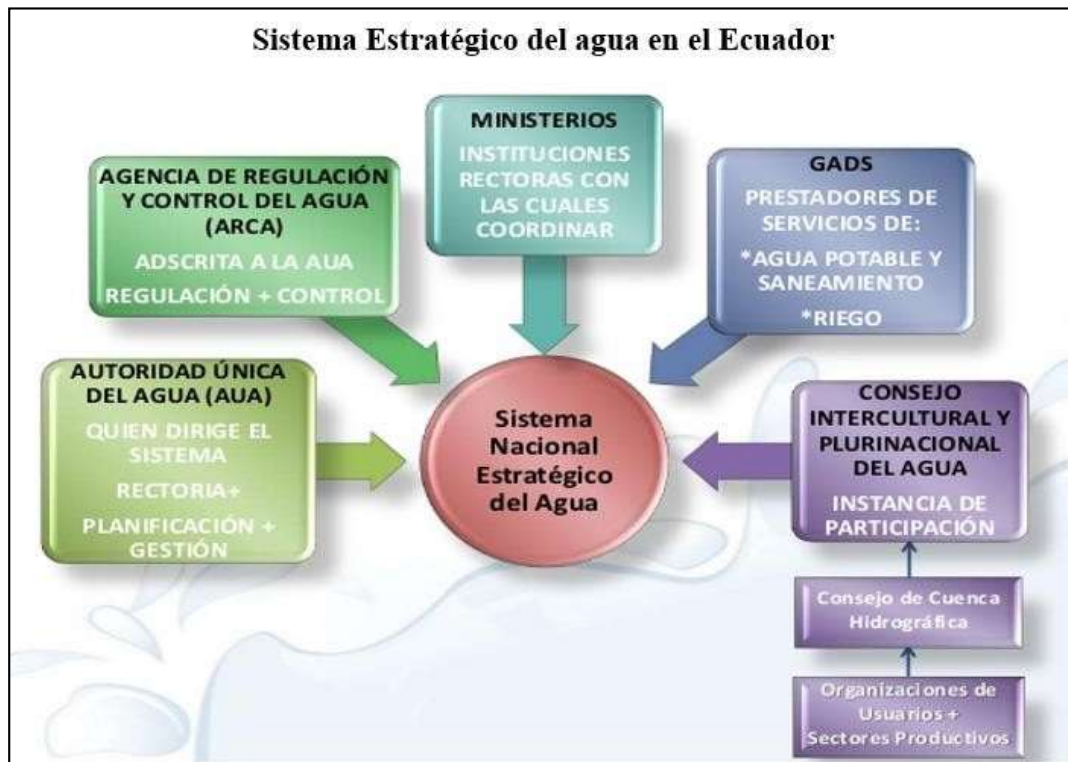 Sistema Estratégico del agua en el Ecuador
MINISTERIOS
INSTITUCIONES
RECTORAS CON
LAS CUALES
COORDINAR
AGENCIA DE REGULACIÓN
Y CONTROL DEL AGUA
(ARCA)
ADSCRITA A LA AUA
REGULACIÓN + CONTROL
GADS
PRESTADORES DE
SERVICIOS DE:
*AGUA POTABLE Y
SANEAMIENTO
*RIEGO
AUTORIDAD ÚNICA
DEL AGUA (AUA)
QUIEN DIRIGE EL
SISTEMA
RECTORIA+
PLANIFICACIÓN +
GESTIÓN
Sistema
Nacional
Estratégico
del Agua
CONSEJO
INTERCULTURAL Y
PLURINACIONAL
DEL AGUA
INSTANCIA DE
PARTICIPACIÓN
Consejo de Cuenca
Hidrográfica
Organizaciones de
Usuarios +
Sectores Productivos